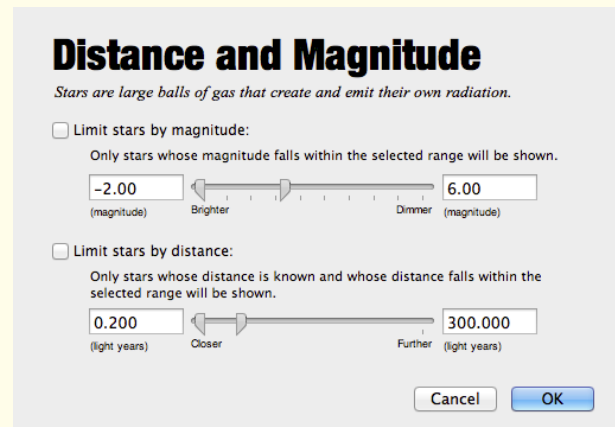 Distance and Magnitude
Stars are large balls of gas that create and emit their own radiation.
Limit stars by magnitude:
Only stars whose magnitude falls within the selected range will be shown.
-2.00 6.00
(magnitude) Brighter Dimmer (magnitude)
Limit stars by distance:
Only stars whose distance is known and whose distance falls within the
selected range will be shown.
0.200 300.000
(light years) Closer Further (light years)
Cancel OK